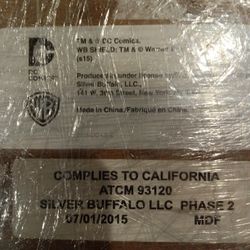 TM & © DC Comics.
WB SHIELD: TM & © Warner
(s15)
DC
COMICS
Produced under license by
Silver Buffalo, LLC.,
141 W. 36th Street, New York,
WB
Made in China./Fabriqué en China.
COMPLIES TO CALIFORNIA
ATCM 93120
SILVER BUFFALO LLC PHASE 2
07/01/2015 MDF